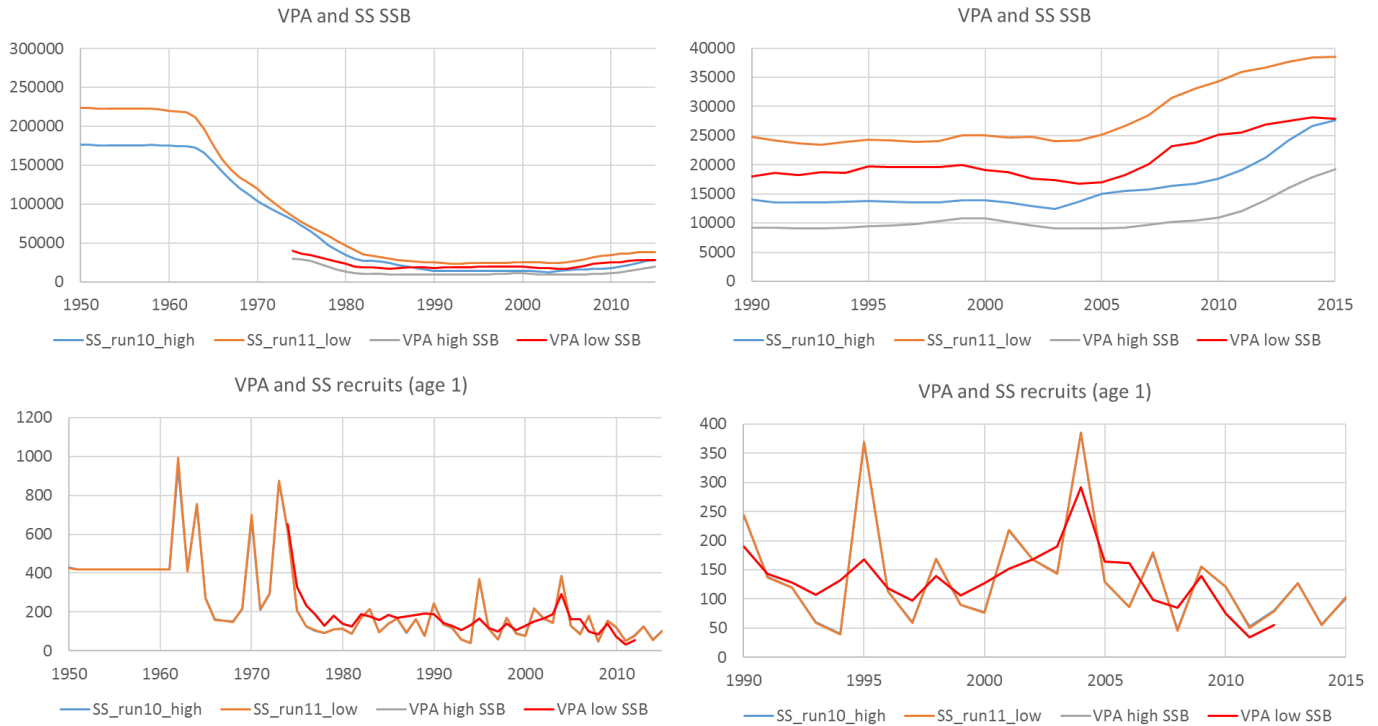 VPA and SS SSB
300000
250000
200000
150000
100000
50000
0
1950 1960 1970 1980 1990 2000 2010
SS_run10_high SS_run11_low VPA high SSB VPA low SSB
VPA and SS SSB
40000
35000
30000
25000
20000
15000
10000
5000
0
1990 1995 2000 2005 2010 2015
SS_run10_high SS_run11_low VPA high SSB VPA low SSB
VPA and SS recruits (age 1)
1200
1000
800
600
400
200
0
1950 1960 1970 1980 1990 2000 2010
SS_run10_high SS_run11_low VPA high SSB VPA low SSB
VPA and SS recruits (age 1)
400
350
300
250
200
150
100
50
0
1990 1995 2000 2005 2010 2015
SS_run10_high SS_run11_low VPA high SSB VPA low SSB